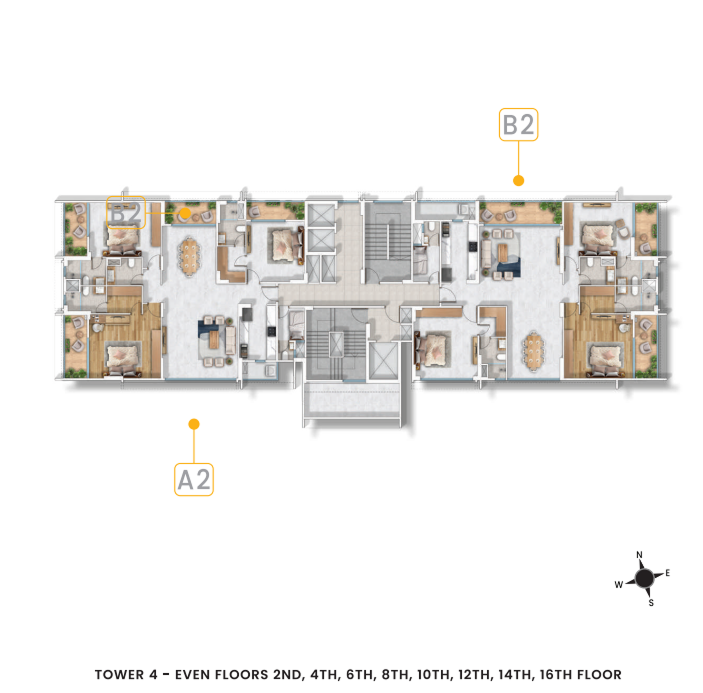 B2
B2
A2
N
E
W
S
TOWER 4 - EVEN FLOORS 2ND, 4TH, 6TH, 8TH, 10TH, 12TH, 14TH, 16TH FLOOR